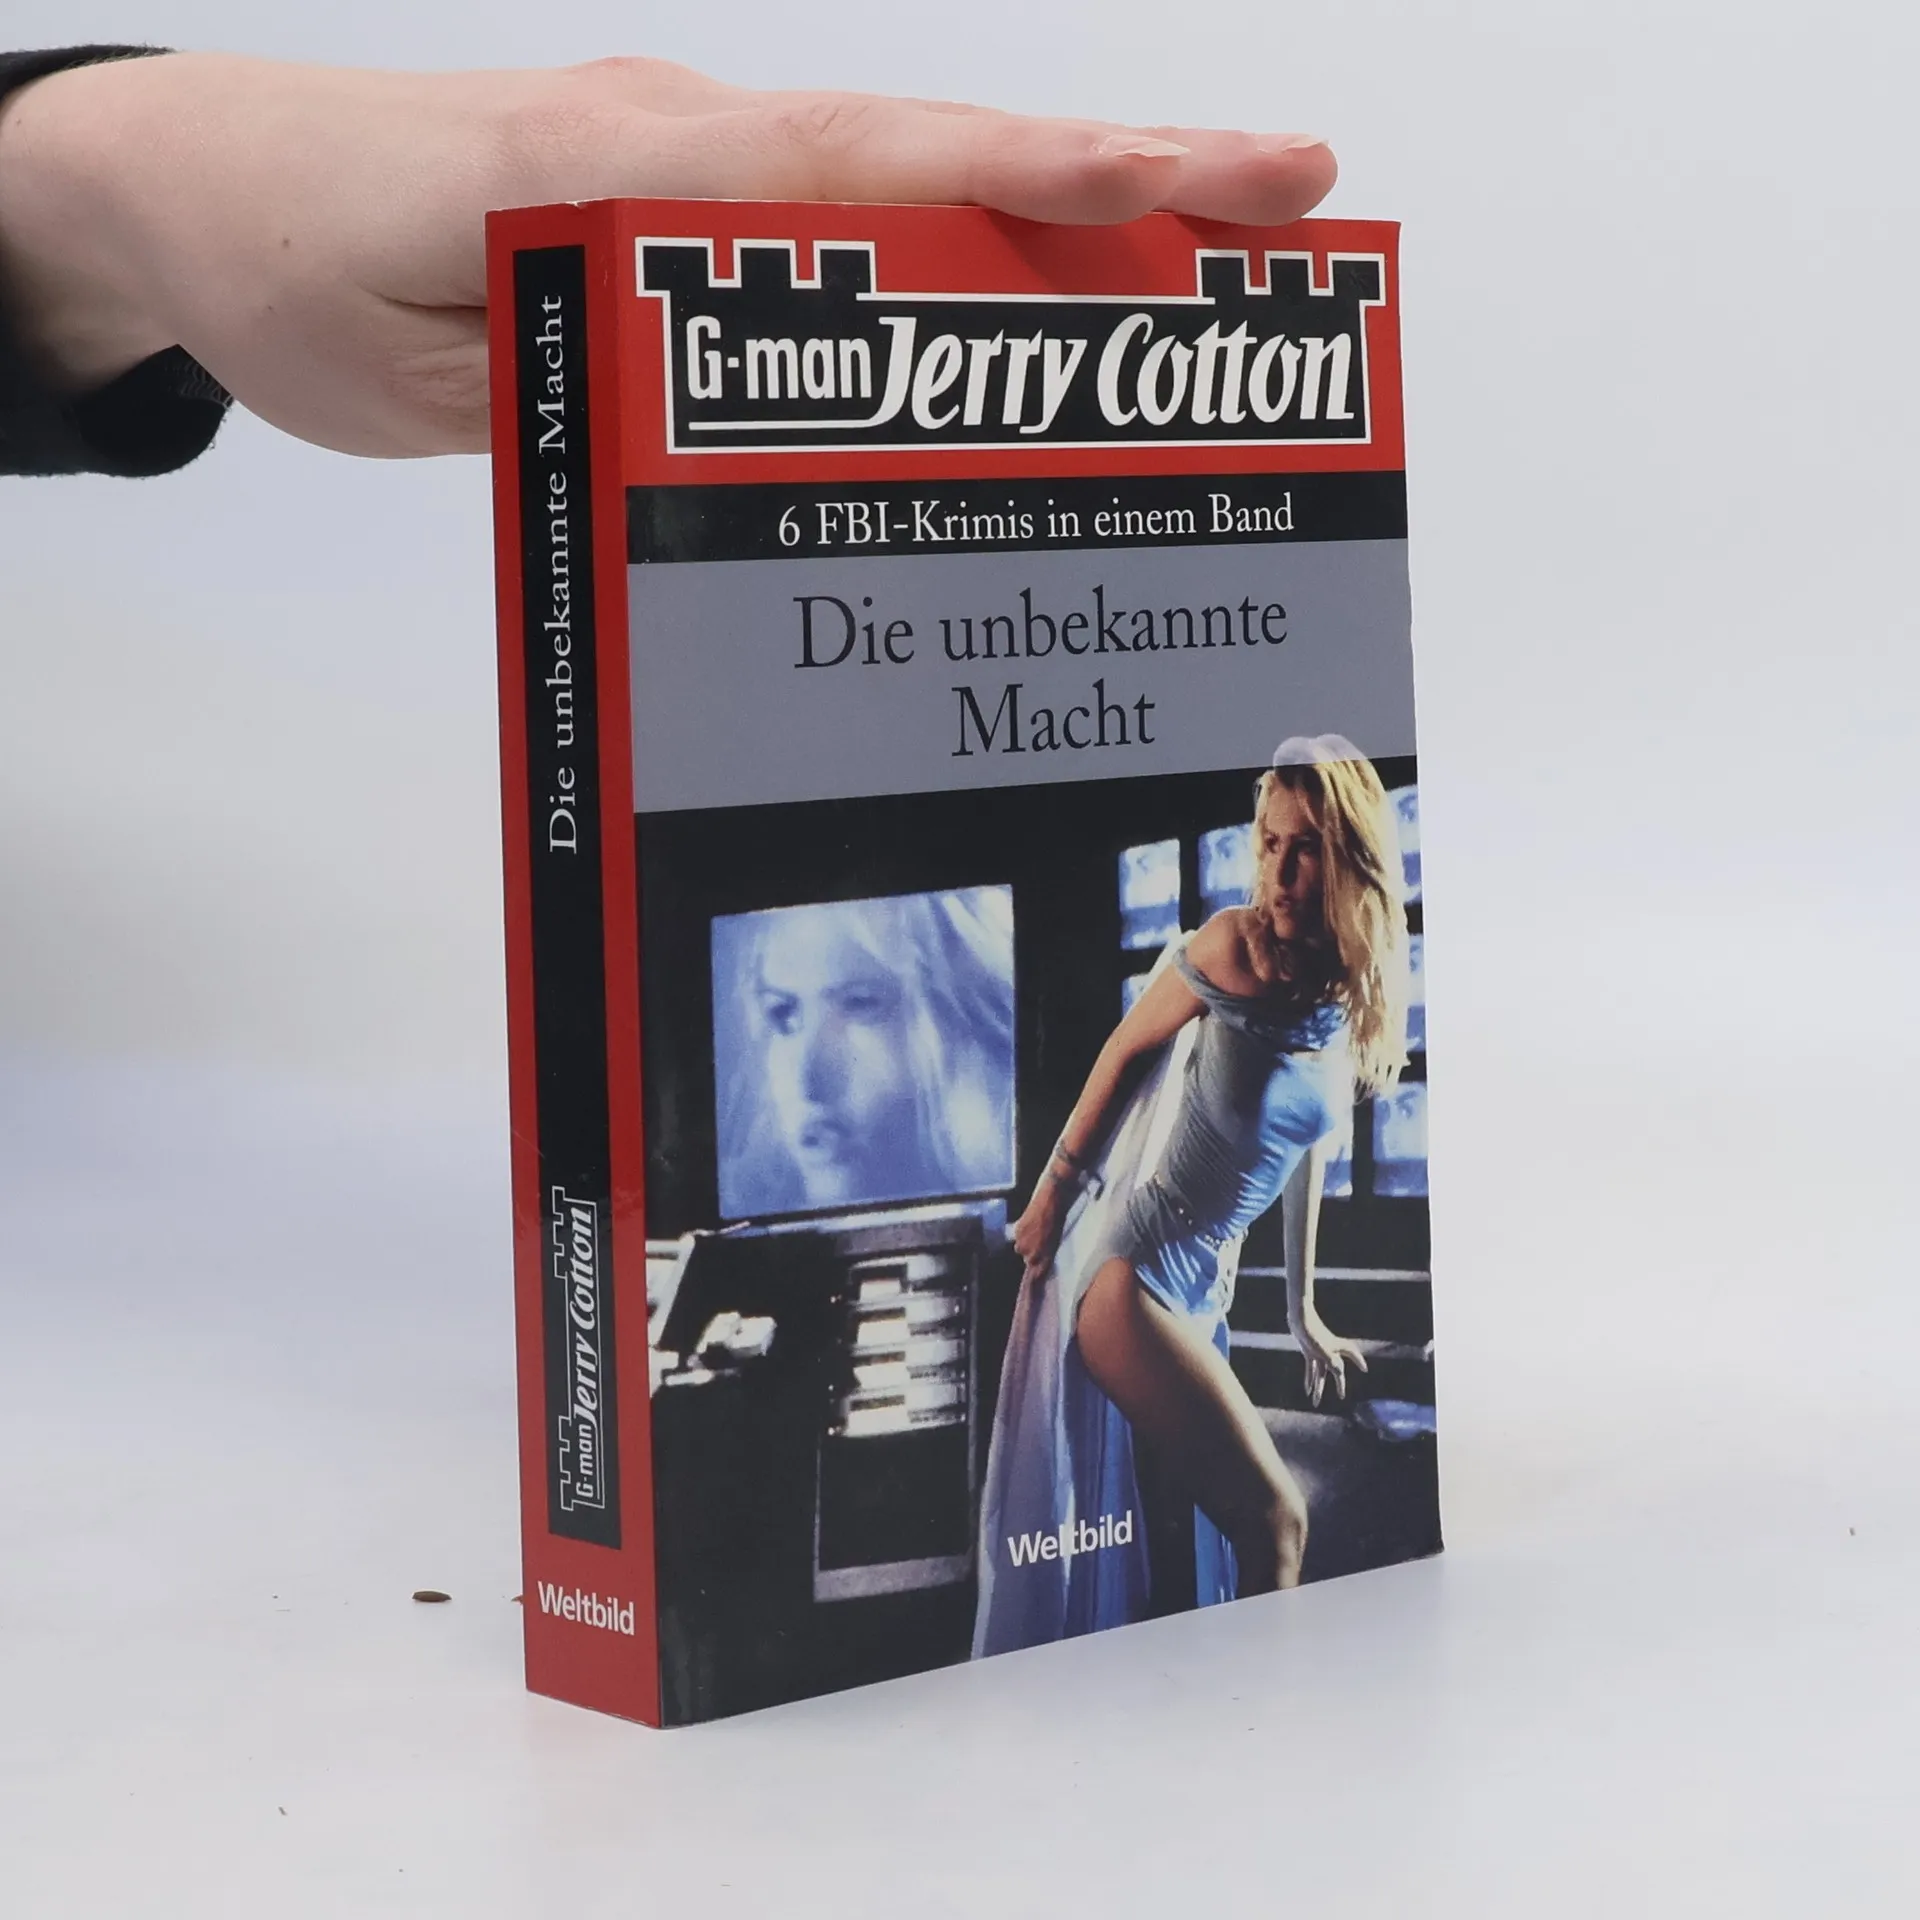 G-man Jerry Cotton
6 FBI-Krimis in einem Band
Die unbekannte
Macht
Weltbild
Die unbekannte Macht
G-man Jerry Cotton
Weltbild